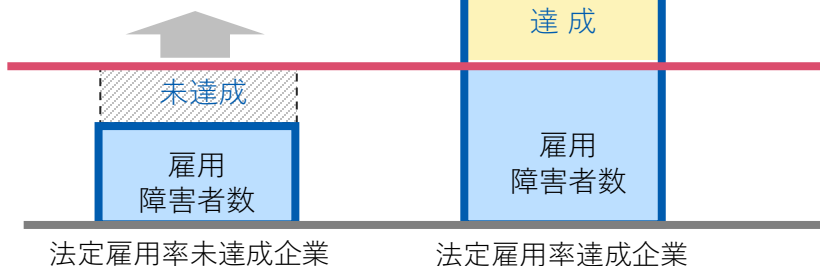 達 成
未達成
雇用
障害者数
雇用
障害者数
法定雇用率未達成企業
法定雇用率達成企業